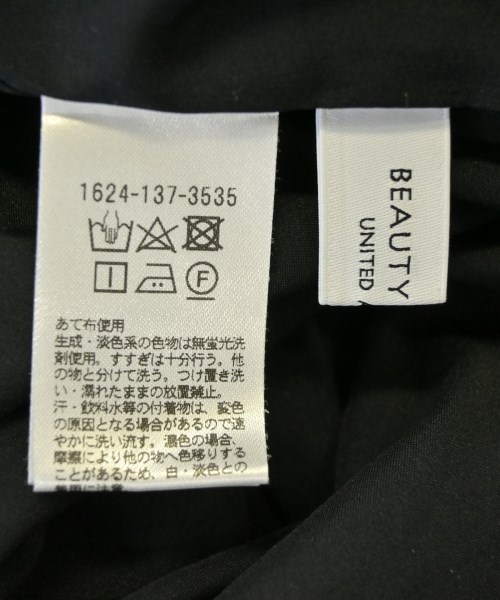 1624-137-3535
F
あて布使用
生成・淡色系の色物は無蛍光洗
剤使用。すすぎは十分行う。他
の物と分けて洗う。つけ置き洗
い・濡れたままの放置禁止。
汗・飲料水等の付着物は、変色
の原因となる場合があるので速
やかに洗い流す。濃色の場合、
摩擦により他の物へ色移りする
ことがあるため、白・淡色との
着用に注意
BEAUTY
UNITED